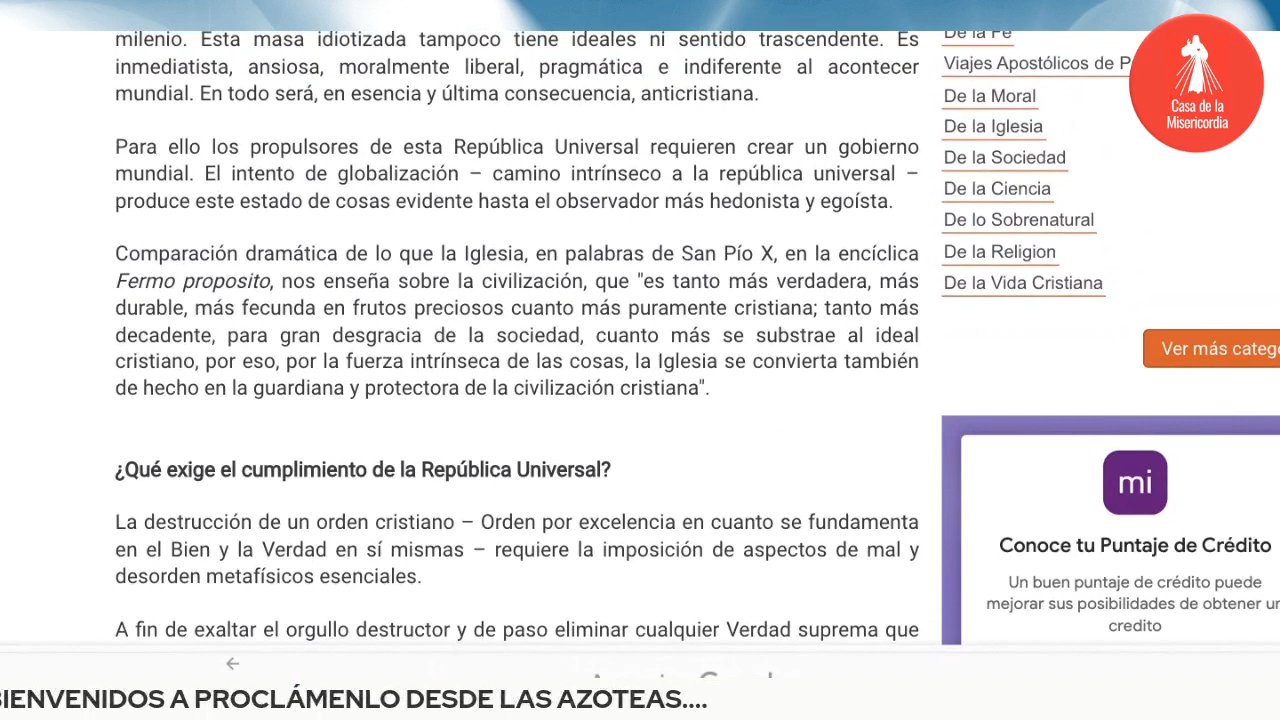 milenio. Esta masa idiotizada tampoco tiene ideales ni sentido trascendente. Es
inmediatista, ansiosa, moralmente liberal, pragmática e indiferente al acontecer
mundial. En todo será, en esencia y última consecuencia, anticristiana.
Para ello los propulsores de esta República Universal requieren crear un gobierno
mundial. El intento de globalización – camino intrínseco a la república universal –
produce este estado de cosas evidente hasta el observador más hedonista y egoísta.
Comparación dramática de lo que la Iglesia, en palabras de San Pío X, en la encíclica
Fermo proposito, nos enseña sobre la civilización, que "es tanto más verdadera, más
durable, más fecunda en frutos preciosos cuanto más puramente cristiana; tanto más
decadente, para gran desgracia de la sociedad, cuanto más se substrae al ideal
cristiano, por eso, por la fuerza intrínseca de las cosas, la Iglesia se convierta también
de hecho en la guardiana y protectora de la civilización cristiana".
¿Qué exige el cumplimiento de la República Universal?
La destrucción de un orden cristiano – Orden por excelencia en cuanto se fundamenta
en el Bien y la Verdad en sí mismas – requiere la imposición de aspectos de mal y
desorden metafísicos esenciales.
A fin de exaltar el orgullo destructor y de paso eliminar cualquier Verdad suprema que
De la Fe
Viajes Apostólicos de P
De la Moral
De la Iglesia
De la Sociedad
De la Ciencia
De lo Sobrenatural
De la Religion
De la Vida Cristiana
Casa de la
Misericordia
Ver más catego
mi
Conoce tu Puntaje de Crédito
Un buen puntaje de crédito puede
mejorar sus posibilidades de obtener un
credito
BIENVENIDOS A PROCLÁMENLO DESDE LAS AZOTEAS....